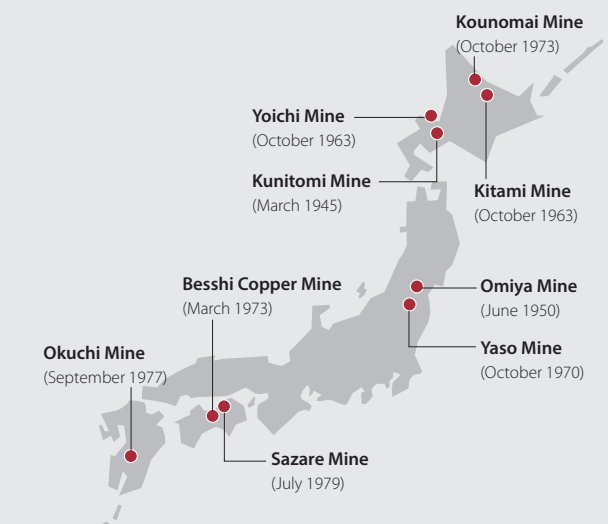 Kounomai Mine
(October 1973)
Yoichi Mine
(October 1963)
Kunitomi Mine
(March 1945)
Kitami Mine
(October 1963)
Besshi Copper Mine
(March 1973)
Omiya Mine
(June 1950)
Okuchi Mine
(September 1977)
Yaso Mine
(October 1970)
Sazare Mine
(July 1979)